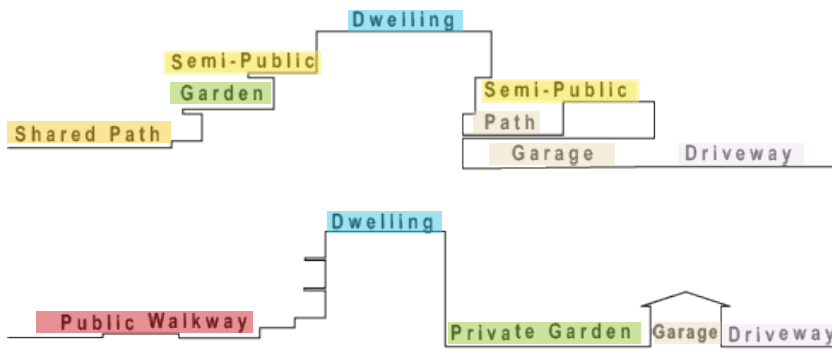 Dwelling
Semi-Public
Garden
Semi-Public
Shared Path
Path
Garage
Driveway
Dwelling
Public Walkway
Private Garden
Garage
Driveway